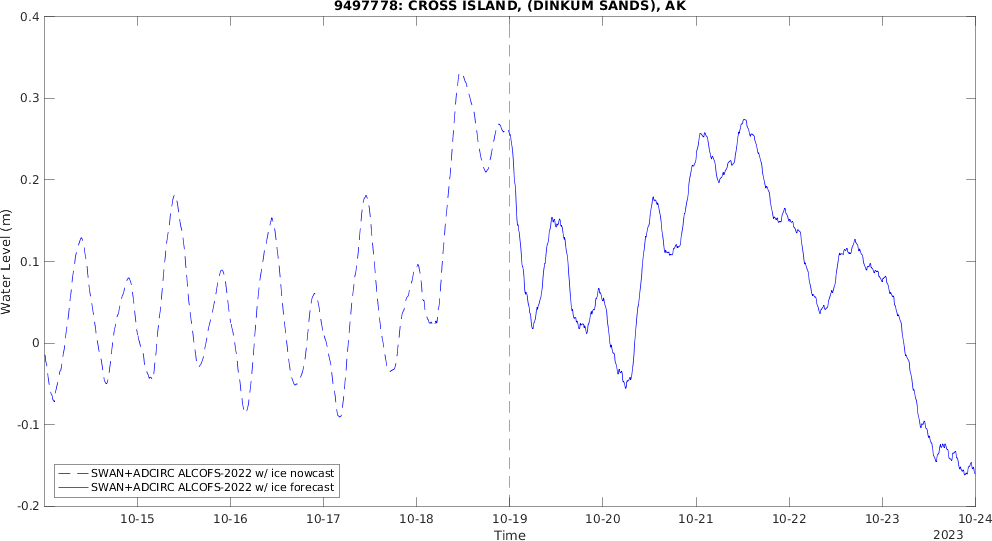 9497778: CROSS ISLAND, (DINKUM SANDS), AK
0.4
0.3
0.2
0.1
0
-0.1
-0.2
Water Level (m)
SWAN+ADCIRC ALCOFS-2022 w/ ice nowcast
SWAN+ADCIRC ALCOFS-2022 w/ ice forecast
10-15 10-16 10-17 10-18 10-19 10-20 10-21 10-22 10-23 10-24
Time
2023